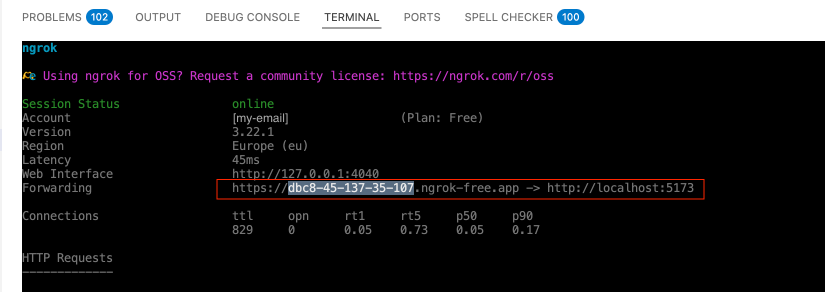 PROBLEMS 102 OUTPUT DEBUG CONSOLE TERMINAL PORTS SPELL CHECKER 100
ngrok
Using ngrok for OSS? Request a community license: https://ngrok.com/r/oss
Session Status online
Account [my-email] (Plan: Free)
Version 3.22.1
Region Europe (eu)
Latency 45ms
Web Interface http://127.0.0.1:4040
Forwarding https://dbc8-45-137-35-107.ngrok-free.app -> http://localhost:5173
Connections ttl opn rt1 rt5 p50 p90
829 0 0.05 0.73 0.05 0.17
HTTP Requests
-------------